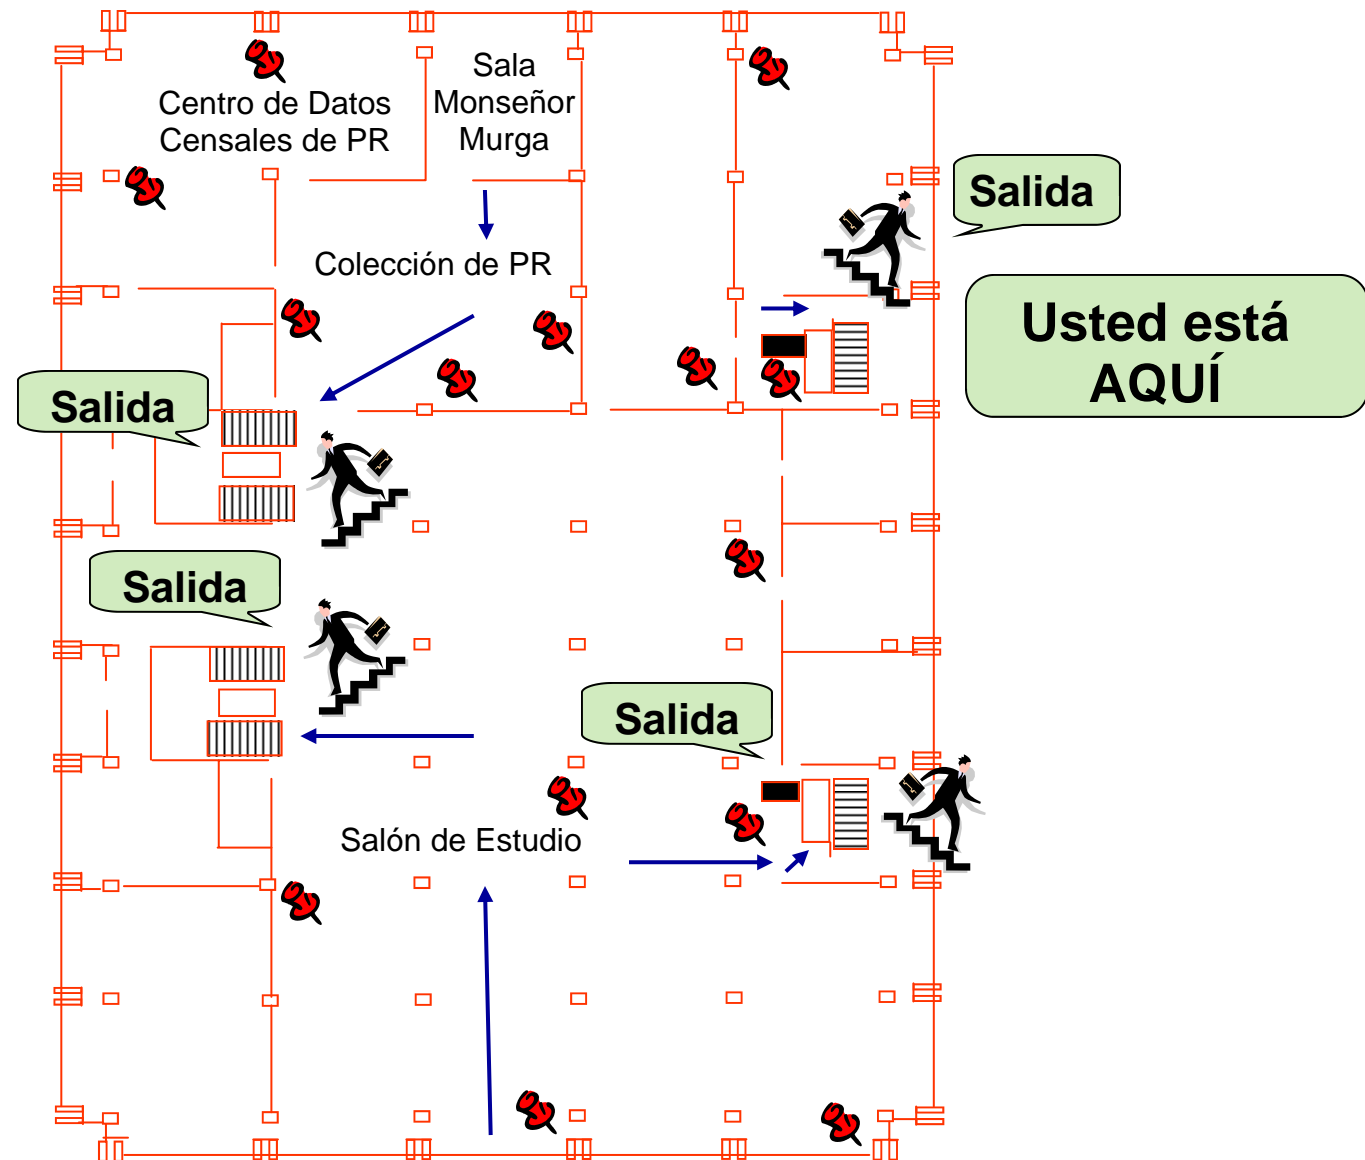 Centro de Datos
Censales de PR
Sala
Monseñor
Murga
Salida
Colección de PR
Usted está
AQUÍ
Salida
Salida
Salida
Salón de Estudio